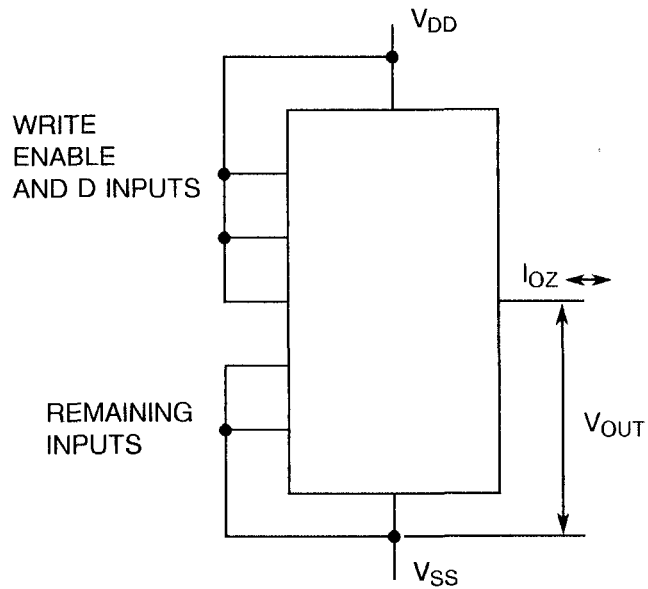 VDD
WRITE
ENABLE
AND D INPUTS
IOZ
REMAINING
INPUTS
VOUT
VSS